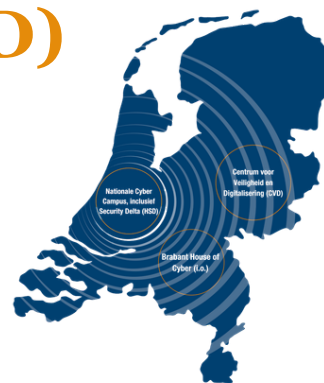 D)
Nationale Cyber
Campus, inclusief
Security Delta (HSD)
Centrum voor
Veiligheid en
Digitalisering (CVD)
Brabant House of
Cyber (i.o.)